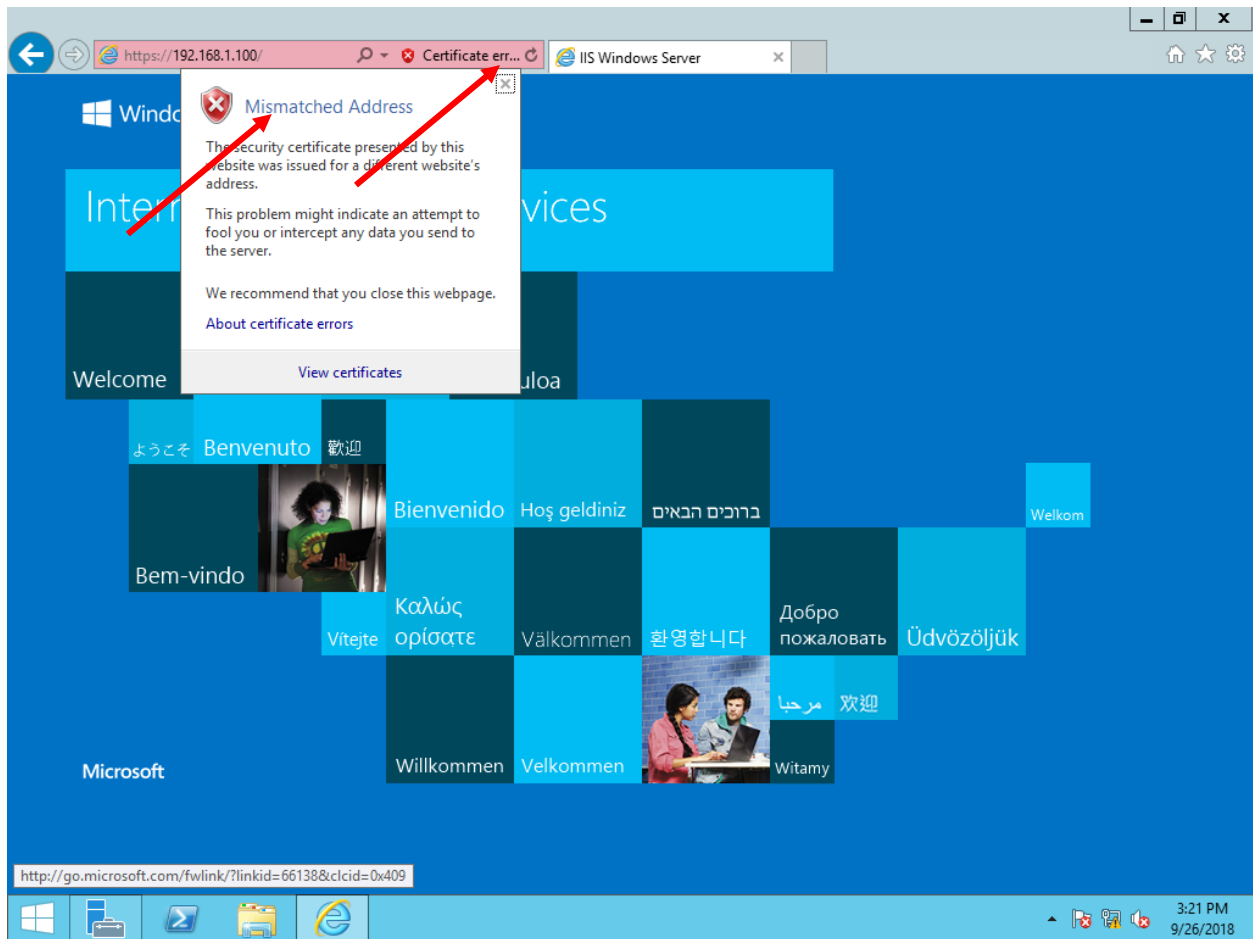 https://192.168.1.100/
Certificate err...
IIS Windows Server
Mismatched Address
The security certificate presented by this
website was issued for a different website's
address.
This problem might indicate an attempt to
fool you or intercept any data you send to
the server.
We recommend that you close this webpage.
About certificate errors
View certificates
Windo
Inter
vices
Welcome
uloa
ようこそ
Benvenuto
歡迎
Bienvenido
Hoş geldiniz
ברוכים הבאים
Welkom
Bem-vindo
Vítejte
Καλώς
ορίσατε
Välkommen
환영합니다
Добро
пожаловать
Üdvözöljük
مرحبا
欢迎
Microsoft
Willkommen
Velkommen
Witamy
http://go.microsoft.com/fwlink/?linkid=66138&clcid=0x409
3:21 PM
9/26/2018